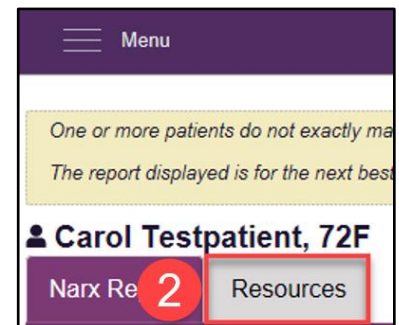 Menu
One or more patients do not exactly
The report displayed is for the next best
Carol Testpatient, 72F
Narx Re 2 Resources